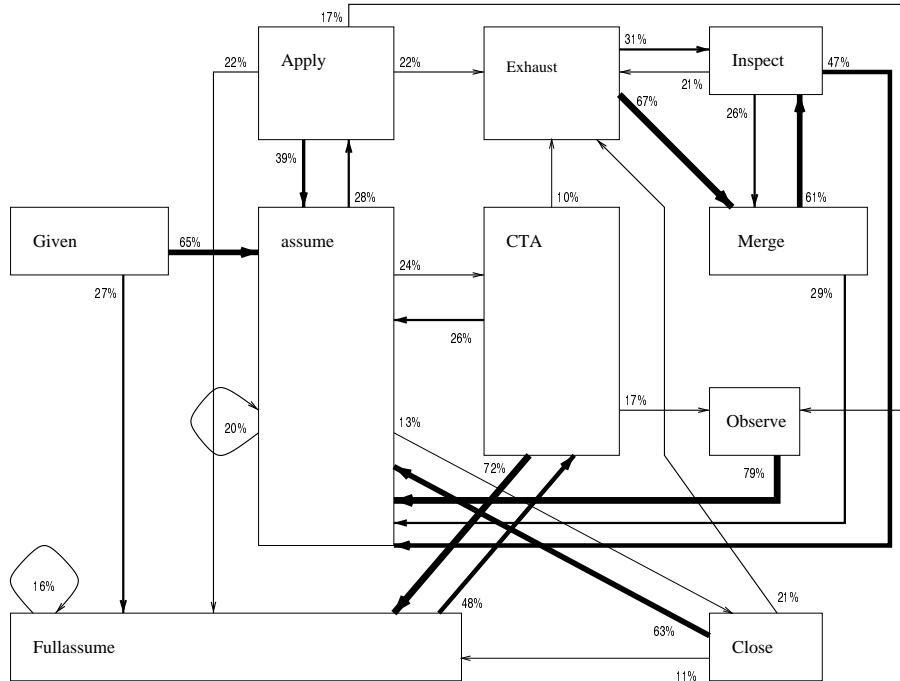 17%
31%
22%
Apply
22%
Exhaust
21%
Inspect
47%
67%
26%
39%
28%
10%
61%
Given
65%
assume
CTA
Merge
24%
27%
29%
26%
20%
13%
17%
Observe
72%
79%
16%
48%
21%
Fullassume
63%
Close
11%